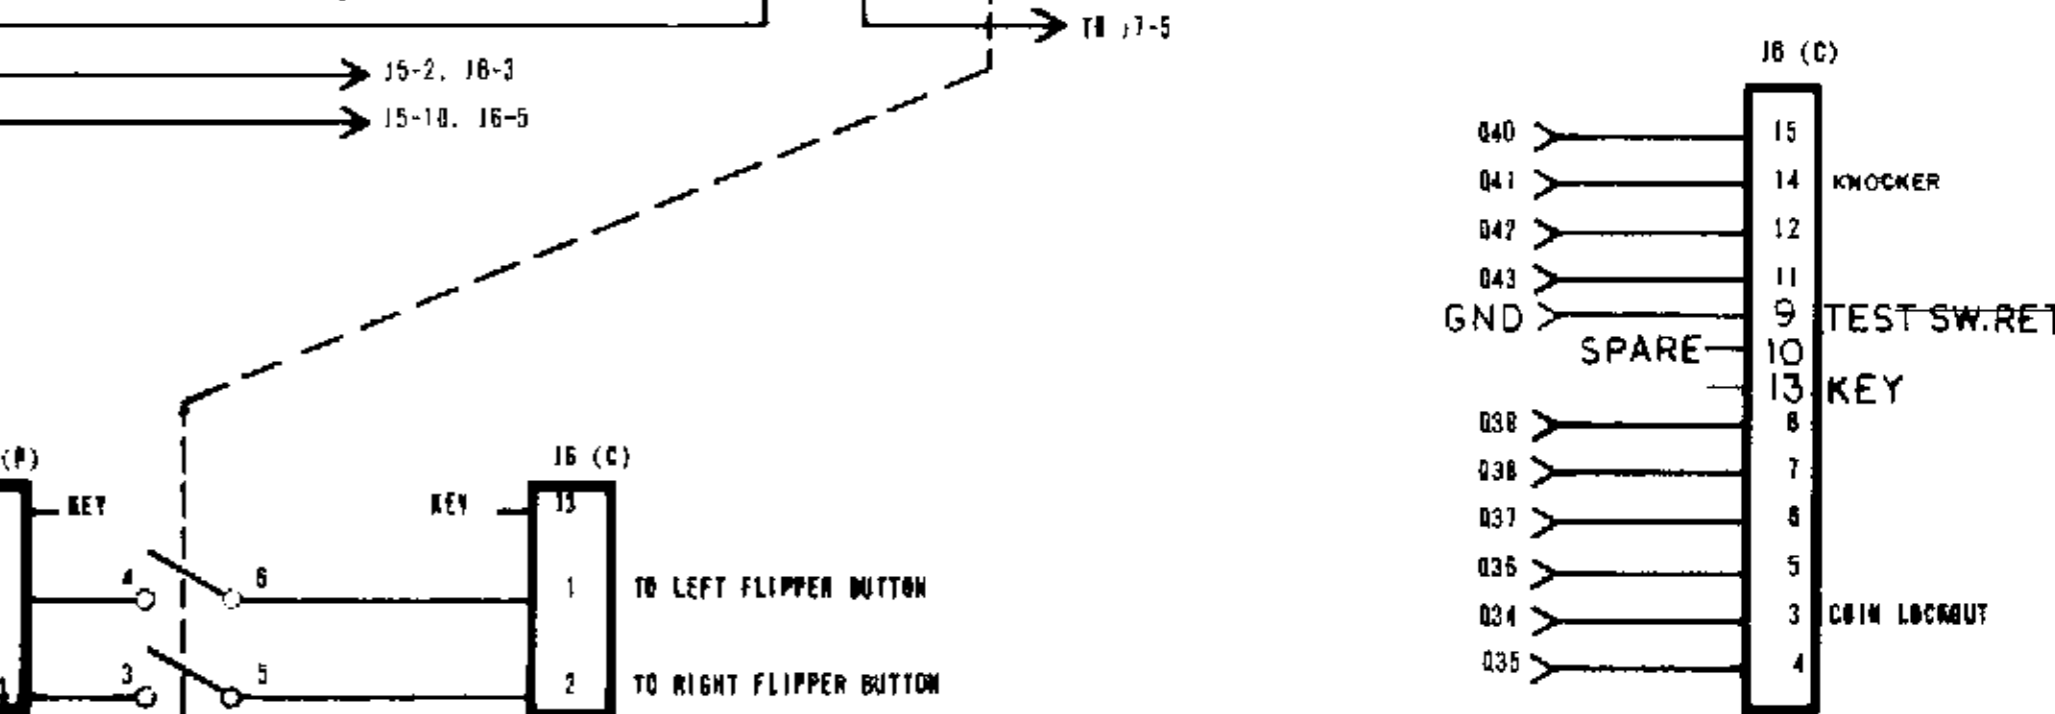 J5-2, J6-3
J5-10, J6-5
J6 (C)
Q40 15
Q41 14 KNOCKER
Q42 12
Q43 11
GND 9 TEST SW.RET
SPARE 10
13 KEY
8
7
Q37 6
Q36 5
Q34 3 COIN LOCKOUT
Q35 4
KEY
J6 (C)
KEY 13
4 6 1 TO LEFT FLIPPER BUTTON
3 5 2 TO RIGHT FLIPPER BUTTON